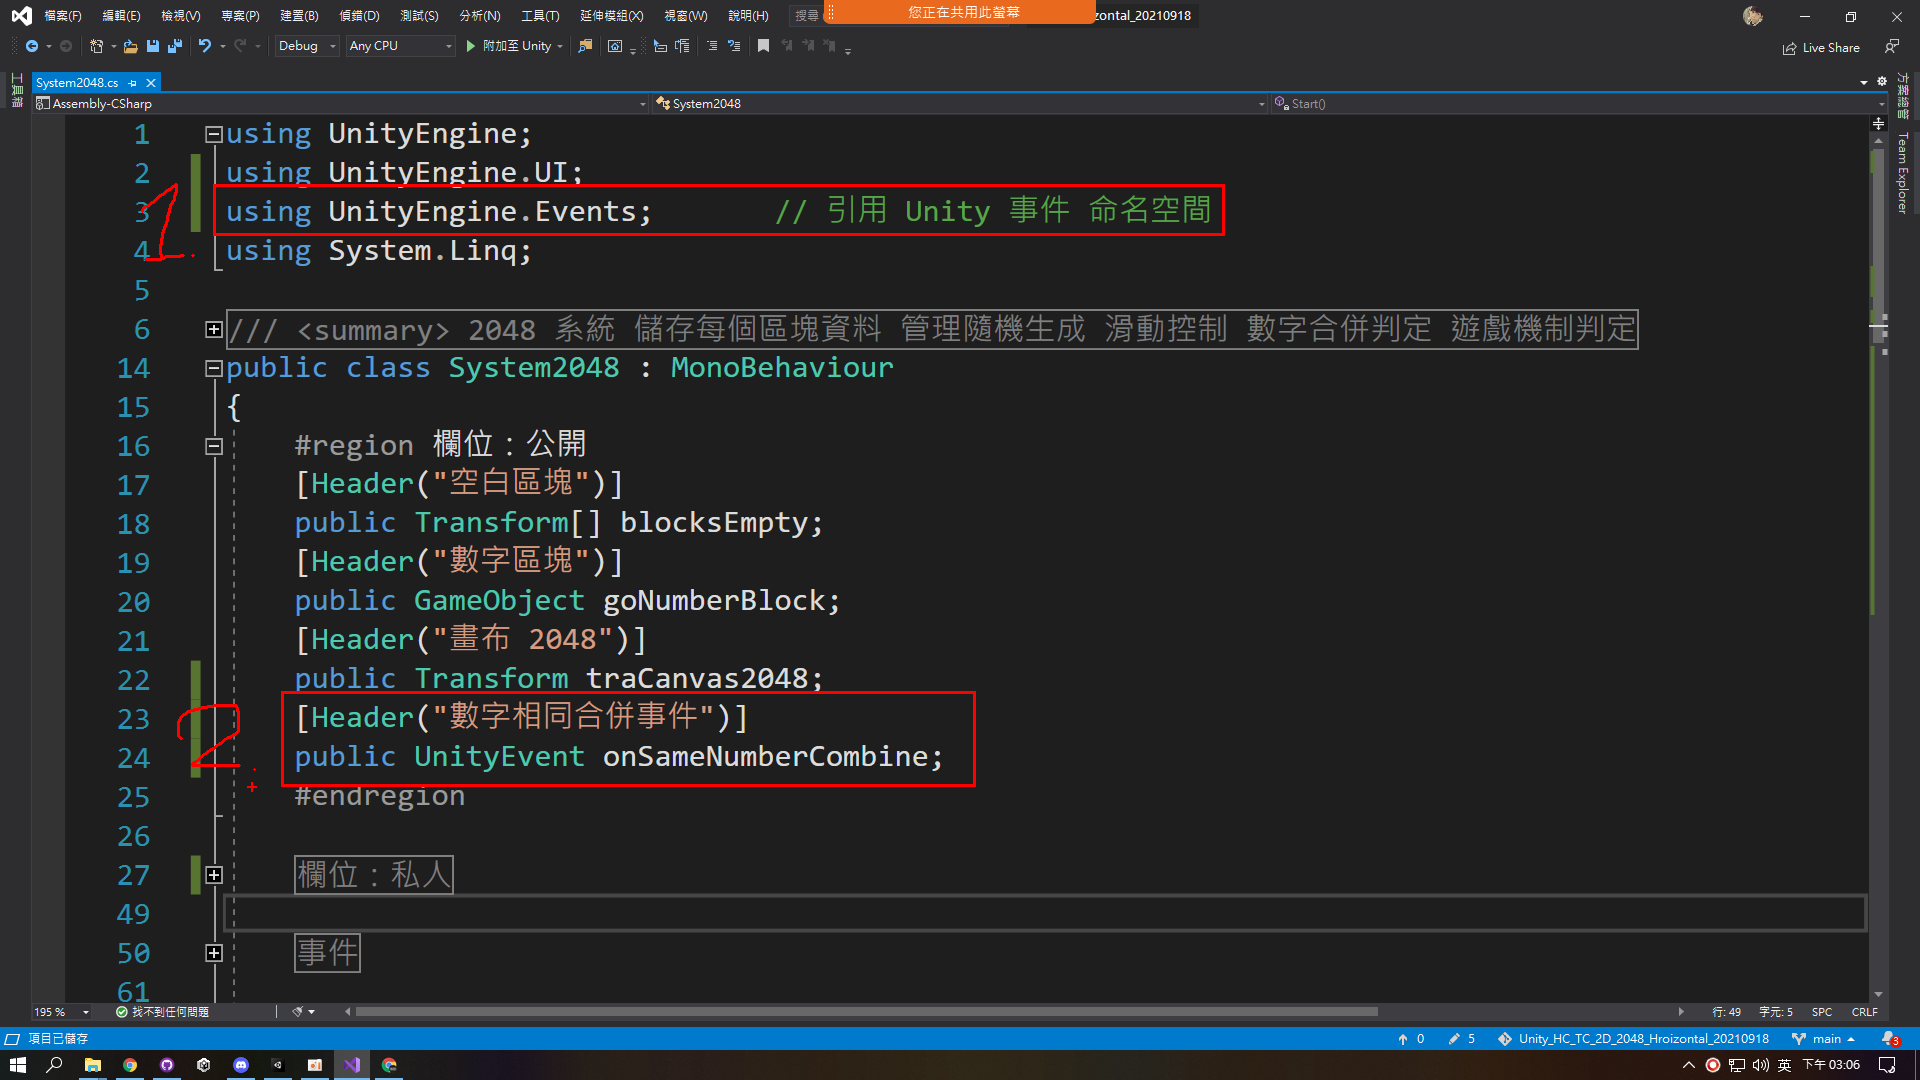 檔案(F) 編輯(E) 檢視(V) 專案(P) 建置(B) 偵錯(D) 測試(S) 分析(N) 工具(T) 延伸模組(X) 視窗(W) 說明(H) 搜尋 您正在共用此螢幕 izontal_20210918
Debug Any CPU 附加至 Unity Live Share
System2048.cs
Assembly-CSharp System2048 Start()
工具箱
方案總管
Team Explorer
1 using UnityEngine;
2 using UnityEngine.UI;
3 using UnityEngine.Events; // 引用 Unity 事件 命名空間
4 using System.Linq;
1.
5
6 /// <summary> 2048 系統 儲存每個區塊資料 管理隨機生成 滑動控制 數字合併判定 遊戲機制判定
14 public class System2048 : MonoBehaviour
15 {
16 #region 欄位：公開
17 [Header("空白區塊")]
18 public Transform[] blocksEmpty;
19 [Header("數字區塊")]
20 public GameObject goNumberBlock;
21 [Header("畫布 2048")]
22 public Transform traCanvas2048;
23 [Header("數字相同合併事件")]
24 public UnityEvent onSameNumberCombine;
2.
25 #endregion
26
27 欄位：私人
49
50 事件
61
195 % 找不到任何問題 行: 49 字元: 5 SPC CRLF
項目已儲存 0 5 Unity_HC_TC_2D_2048_Hroizontal_20210918 main 3
英 下午 03:06